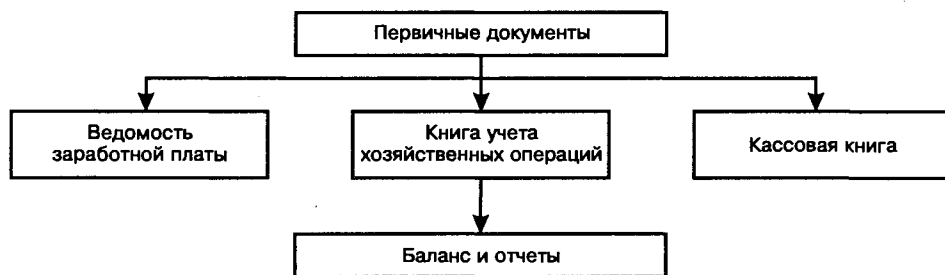 Первичные документы
Ведомость
заработной платы
Книга учета
хозяйственных операций
Кассовая книга
Баланс и отчеты